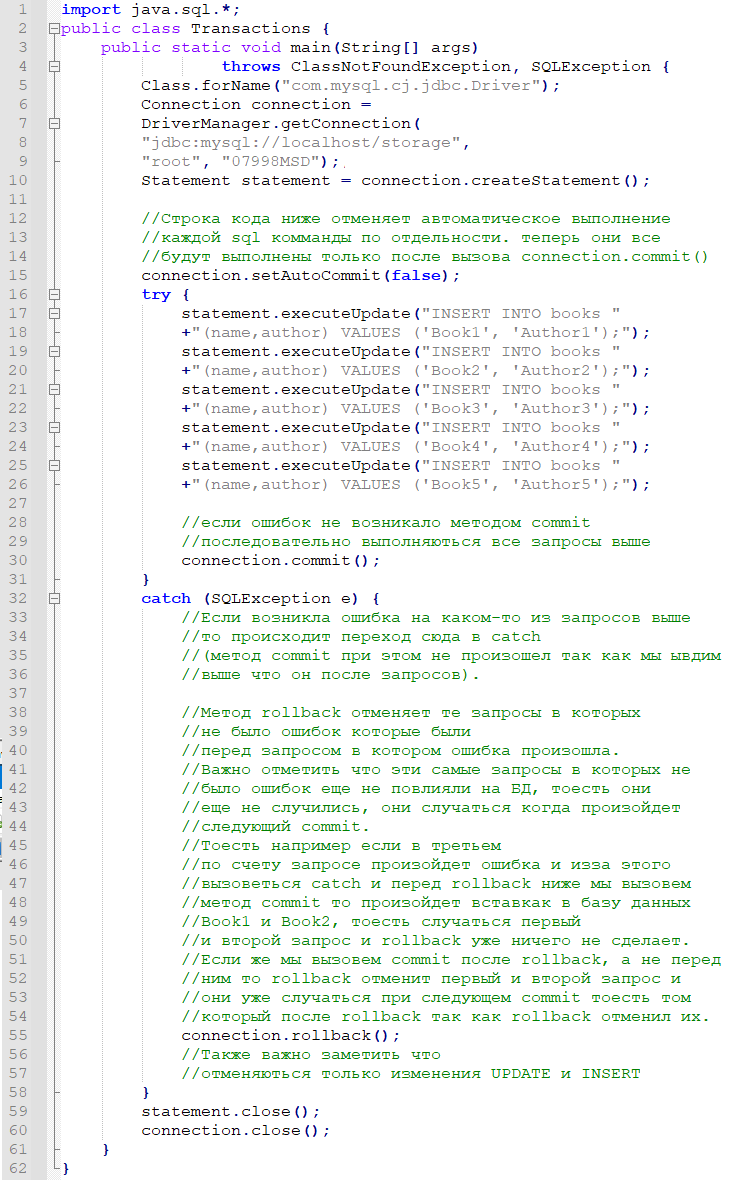 1 import java.sql.*;
2 public class Transactions {
3 public static void main(String[] args)
4 throws ClassNotFoundException, SQLException {
5 Class.forName("com.mysql.cj.jdbc.Driver");
6 Connection connection =
7 DriverManager.getConnection(
8 "jdbc:mysql://localhost/storage",
9 "root", "07998MSD");
10 Statement statement = connection.createStatement();
11
12 //Строка кода ниже отменяет автоматическое выполнение
13 //каждой sql комманды по отдельности. теперь они все
14 //будут выполнены только после вызова connection.commit()
15 connection.setAutoCommit(false);
16 try {
17 statement.executeUpdate("INSERT INTO books "
18 +"(name,author) VALUES ('Book1', 'Author1');");
19 statement.executeUpdate("INSERT INTO books "
20 +"(name,author) VALUES ('Book2', 'Author2');");
21 statement.executeUpdate("INSERT INTO books "
22 +"(name,author) VALUES ('Book3', 'Author3');");
23 statement.executeUpdate("INSERT INTO books "
24 +"(name,author) VALUES ('Book4', 'Author4');");
25 statement.executeUpdate("INSERT INTO books "
26 +"(name,author) VALUES ('Book5', 'Author5');");
27
28 //если ошибок не возникало методом commit
29 //последовательно выполняються все запросы выше
30 connection.commit();
31 }
32 catch (SQLException e) {
33 //Если возникла ошибка на каком-то из запросов выше
34 //то происходит переход сюда в catch
35 //(метод commit при этом не произошел так как мы ывдим
36 //выше что он после запросов).
37
38 //Метод rollback отменяет те запросы в которых
39 //не было ошибок которые были
40 //перед запросом в котором ошибка произошла.
41 //Важно отметить что эти самые запросы в которых не
42 //было ошибок еще не повлияли на БД, тоесть они
43 //еще не случились, они случаться когда произойдет
44 //следующий commit.
45 //Тоесть например если в третьем
46 //по счету запросе произойдет ошибка и изза этого
47 //вызоветься catch и перед rollback ниже мы вызовем
48 //метод commit то произойдет вставкак в базу данных
49 //Book1 и Book2, тоесть случаться первый
50 //и второй запрос и rollback уже ничего не сделает.
51 //Если же мы вызовем commit после rollback, а не перед
52 //ним то rollback отменит первый и второй запрос и
53 //они уже случаться при следующем commit тоесть том
54 //который после rollback так как rollback отменил их.
55 connection.rollback();
56 //Также важно заметить что
57 //отменяються только изменения UPDATE и INSERT
58 }
59 statement.close();
60 connection.close();
61 }
62 }